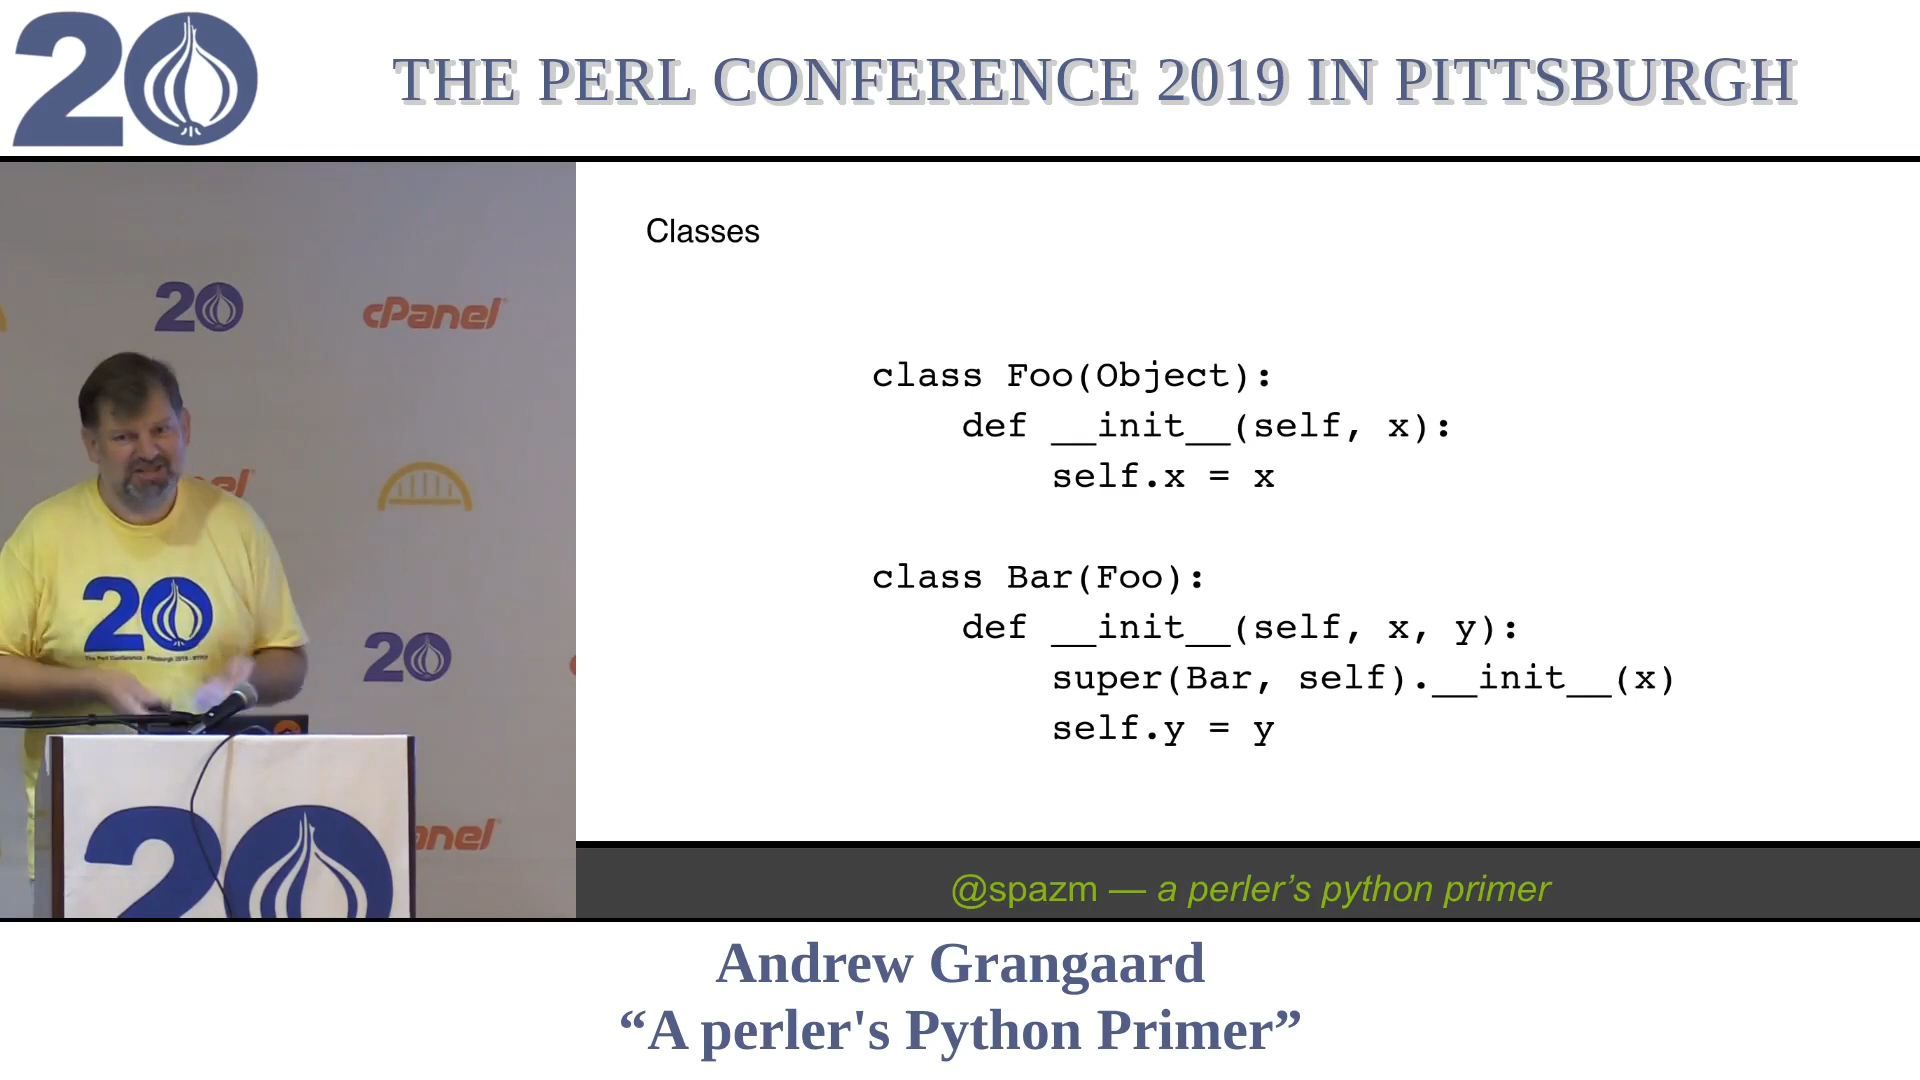 20
THE PERL CONFERENCE 2019 IN PITTSBURGH
20
cPanel
nel
20
20
nel
20
Classes
class Foo(Object):
    def __init__(self, x):
        self.x = x
class Bar(Foo):
    def __init__(self, x, y):
        super(Bar, self).__init__(x)
        self.y = y
@spazm — a perler’s python primer
Andrew Grangaard
“A perler's Python Primer”